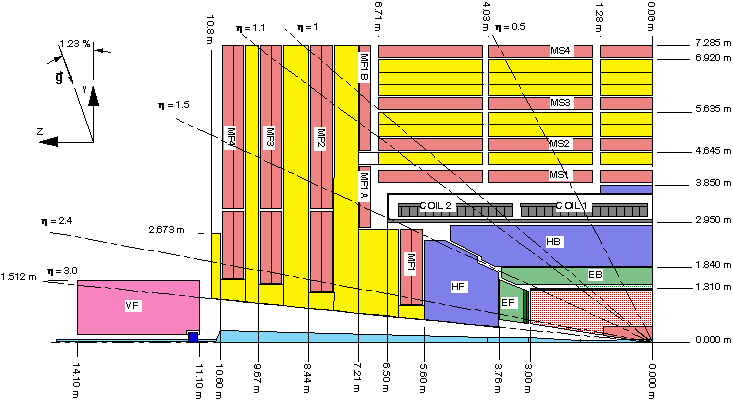 10.8 m
η = 1.1
η = 1
6.71 m
4.03 m
η = 0.5
1.28 m
0.06 m
1.23 %
g
Y
Z
7.285 m
6.920 m
MS4
MF1B
η = 1.5
MS3
5.635 m
MF4
MF3
MF2
MS2
4.645 m
MF1A
MS1
3.850 m
COIL 2
COIL 1
η = 2.4
2.950 m
2.673 m
HB
MF1
1.840 m
EB
1.512 m
η = 3.0
HF
1.310 m
VF
EF
0.000 m
14.10 m
11.10 m
10.60 m
9.67 m
8.44 m
7.21 m
6.50 m
5.60 m
3.76 m
3.00 m
0.000 m